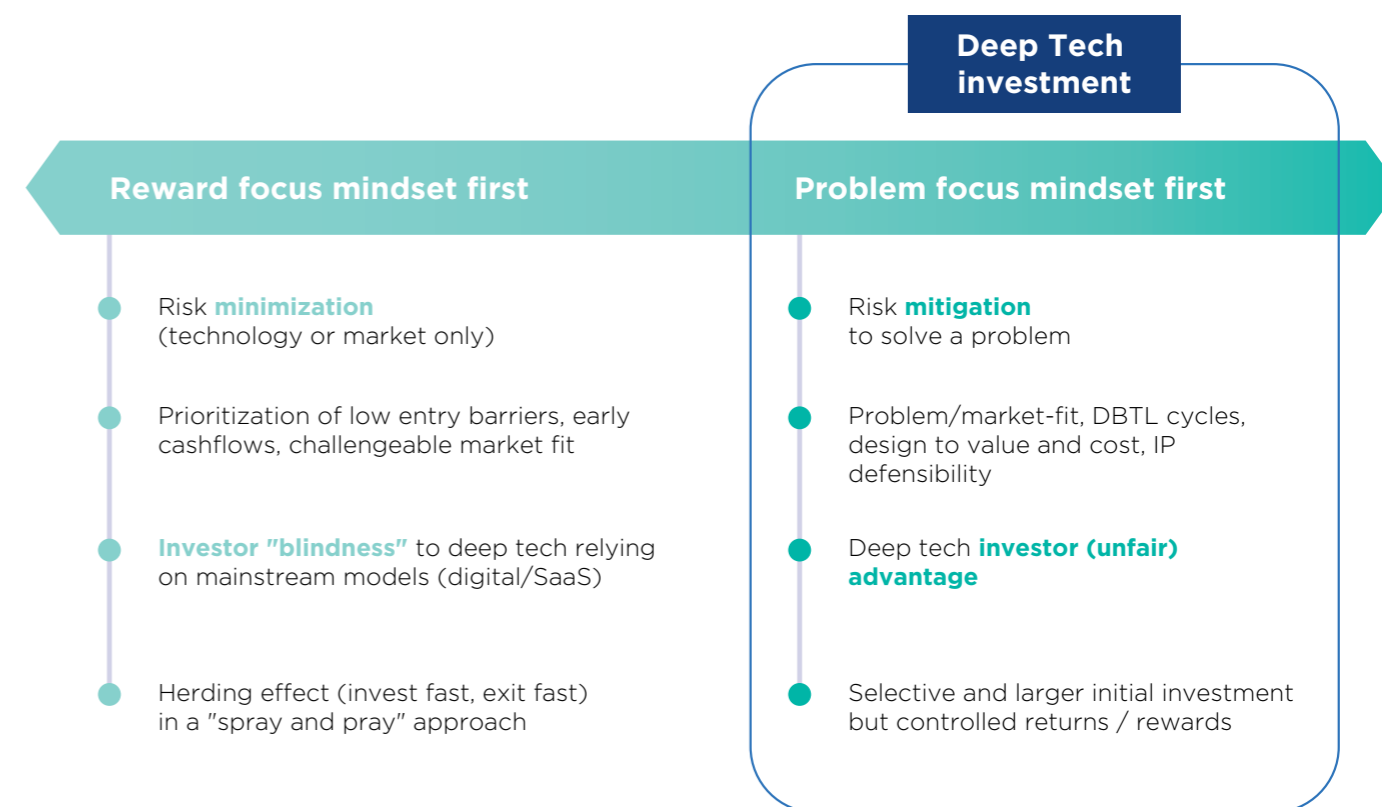 Deep Tech
investment
Reward focus mindset first
Problem focus mindset first
Risk minimization
(technology or market only)
Prioritization of low entry barriers, early
cashflows, challengeable market fit
Investor "blindness" to deep tech relying
on mainstream models (digital/SaaS)
Herding effect (invest fast, exit fast)
in a "spray and pray" approach
Risk mitigation
to solve a problem
Problem/market-fit, DBTL cycles,
design to value and cost, IP
defensibility
Deep tech investor (unfair)
advantage
Selective and larger initial investment
but controlled returns / rewards